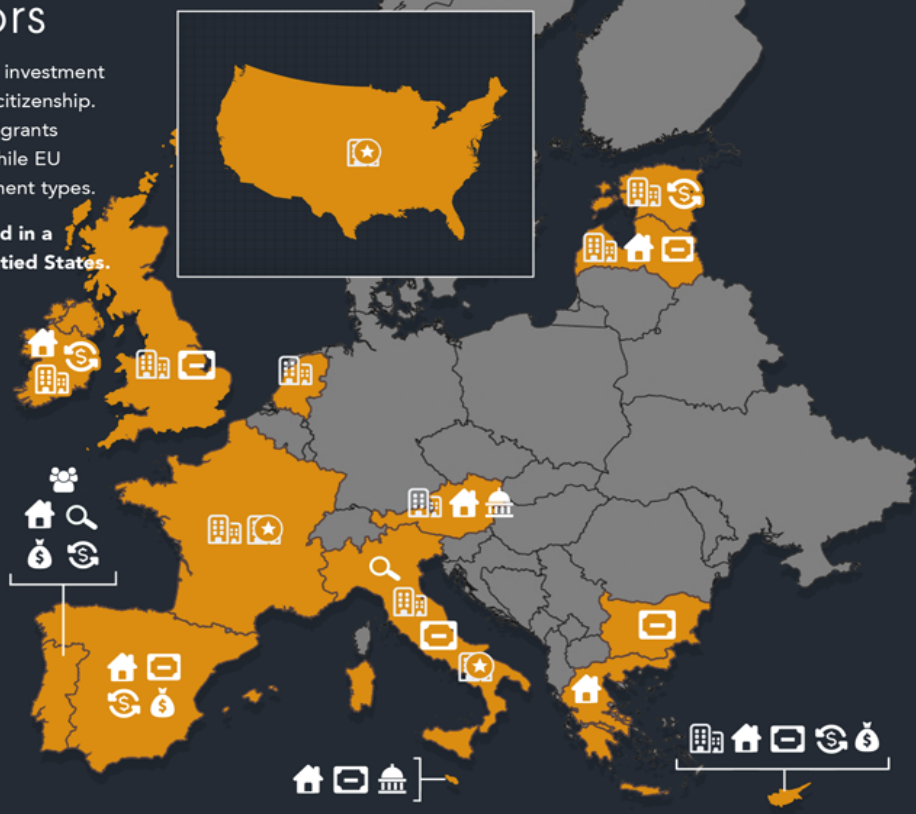 ors
investment
citizenship.
grants
hile EU
ment types.
d in a
tied States.